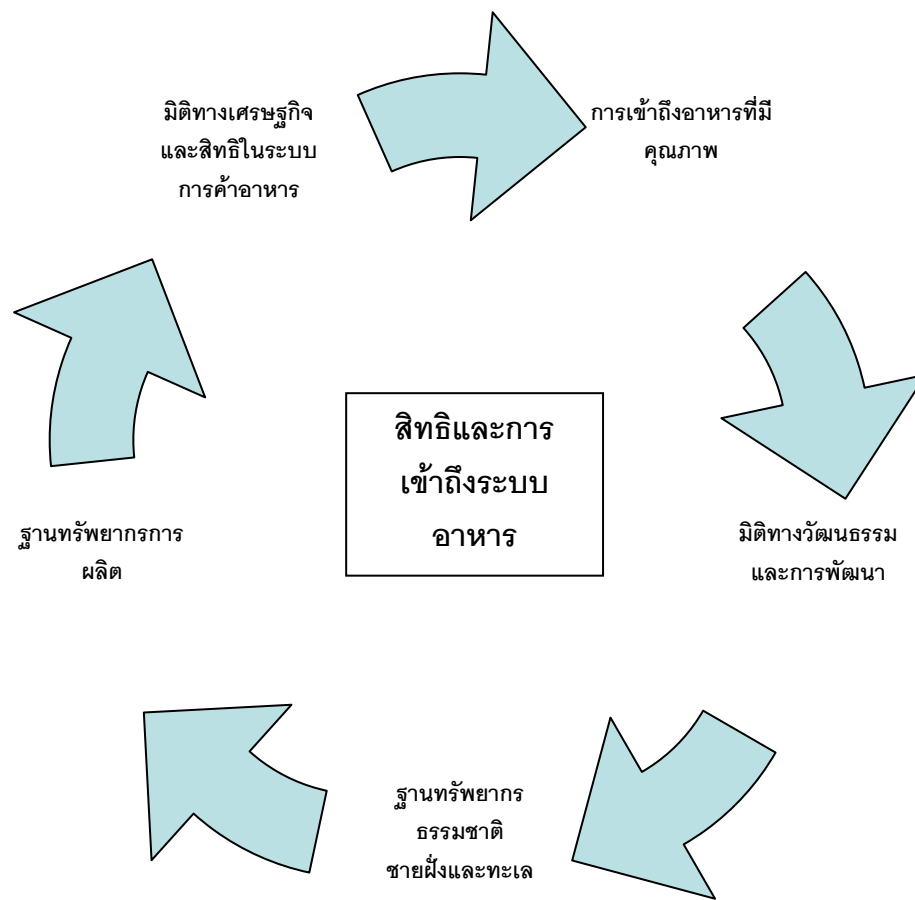 มิติทางเศรษฐกิจ
และสิทธิในระบบ
การค้าอาหาร
การเข้าถึงอาหารที่มี
คุณภาพ
สิทธิและการ
เข้าถึงระบบ
อาหาร
ฐานทรัพยากรการ
ผลิต
มิติทางวัฒนธรรม
และการพัฒนา
ฐานทรัพยากร
ธรรมชาติ
ชายฝั่งและทะเล